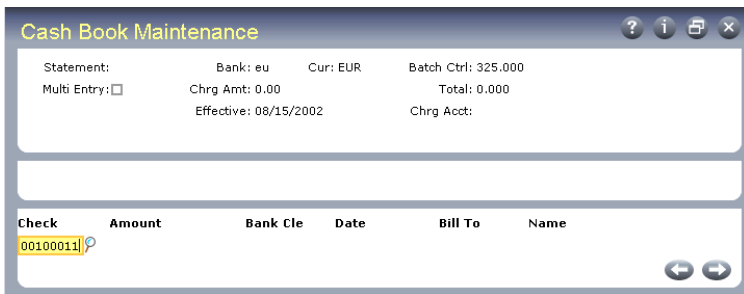 Cash Book Maintenance
Statement: Bank: eu Cur: EUR Batch Ctrl: 325.000
Multi Entry: Chrg Amt: 0.00 Total: 0.000
Effective: 08/15/2002 Chrg Acct:
Check Amount Bank Cle Date Bill To Name
00100011